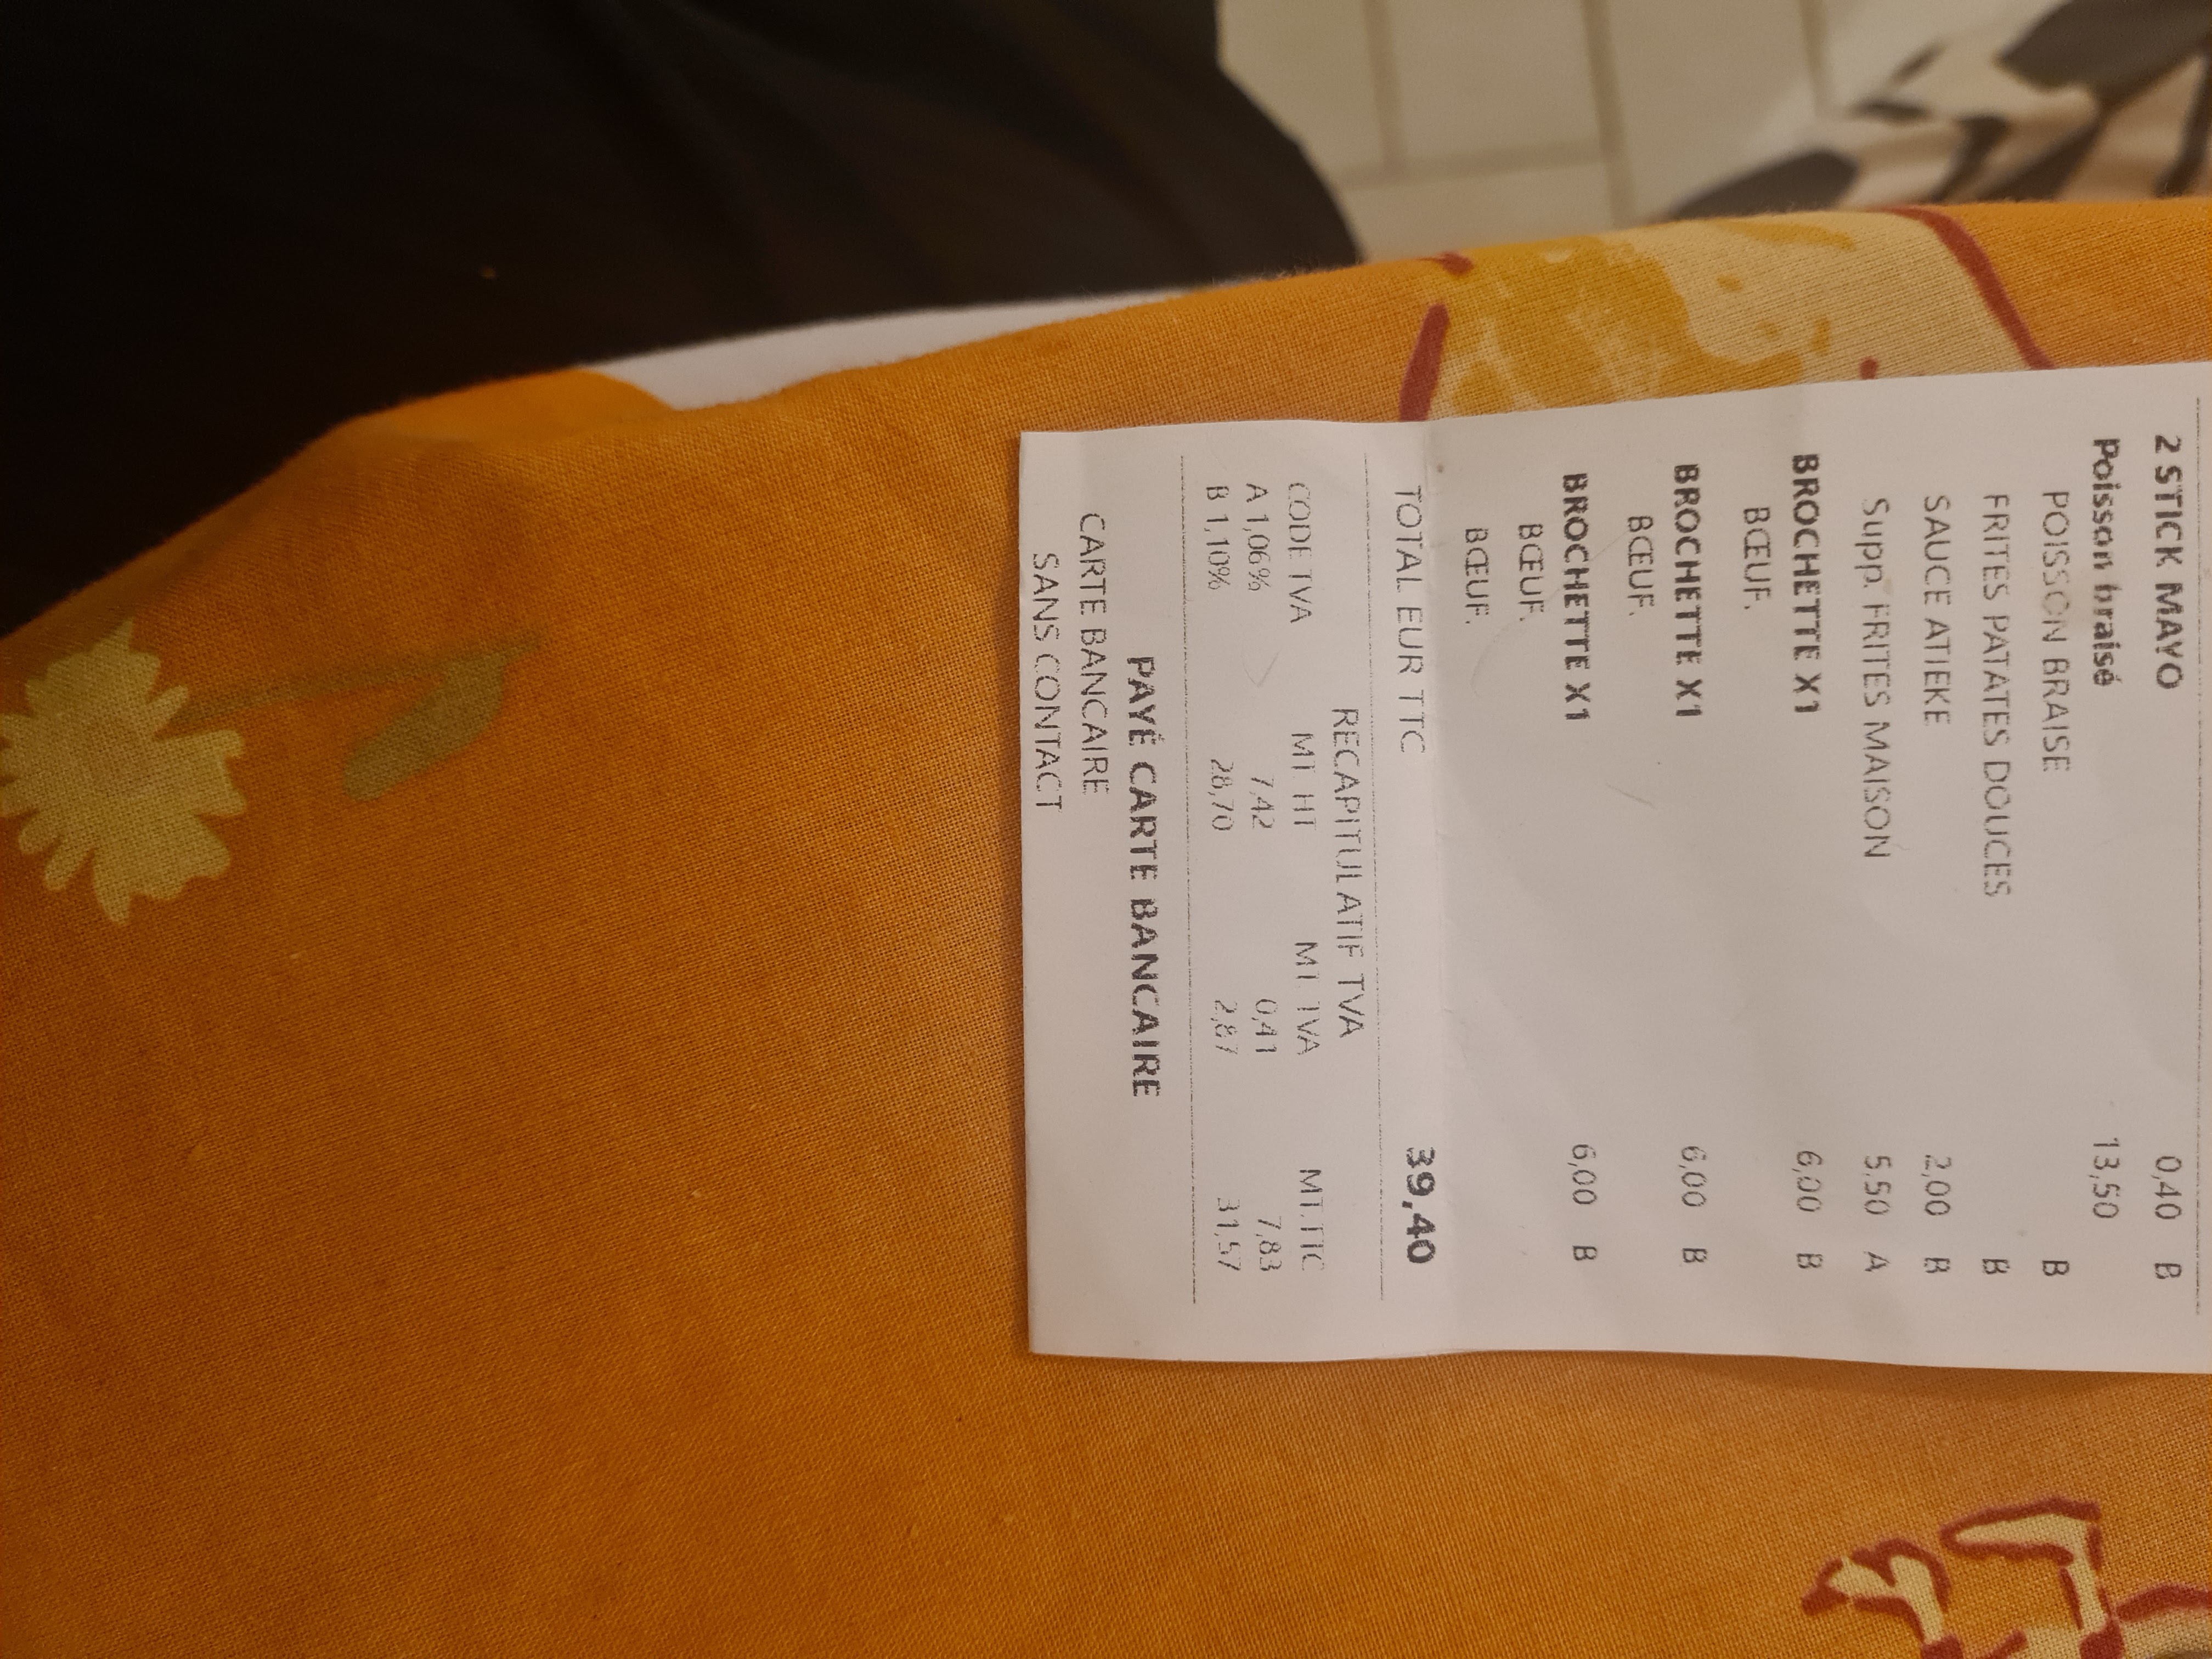 2 STICK MAYO 0,40 B
Poisson braisé 13,50
POISSON BRAISE B
FRITES PATATES DOUCES B
SAUCE ATIEKE 2,00 B
Supp. FRITES MAISON 5,50 A
BROCHETTE X1 6,00 B
BŒUF.
BROCHETTE X1 6,00 B
BŒUF.
BROCHETTE X1 6,00 B
BŒUF.
BŒUF.
TOTAL EUR TTC 39,40
RECAPITULATIF TVA
CODE TVA MT HT MT. TVA MT.TTC
A 1,06% 7,42 0,41 7,83
B 1,10% 28,70 2,87 31,57
PAYÉ CARTE BANCAIRE
CARTE BANCAIRE
SANS CONTACT